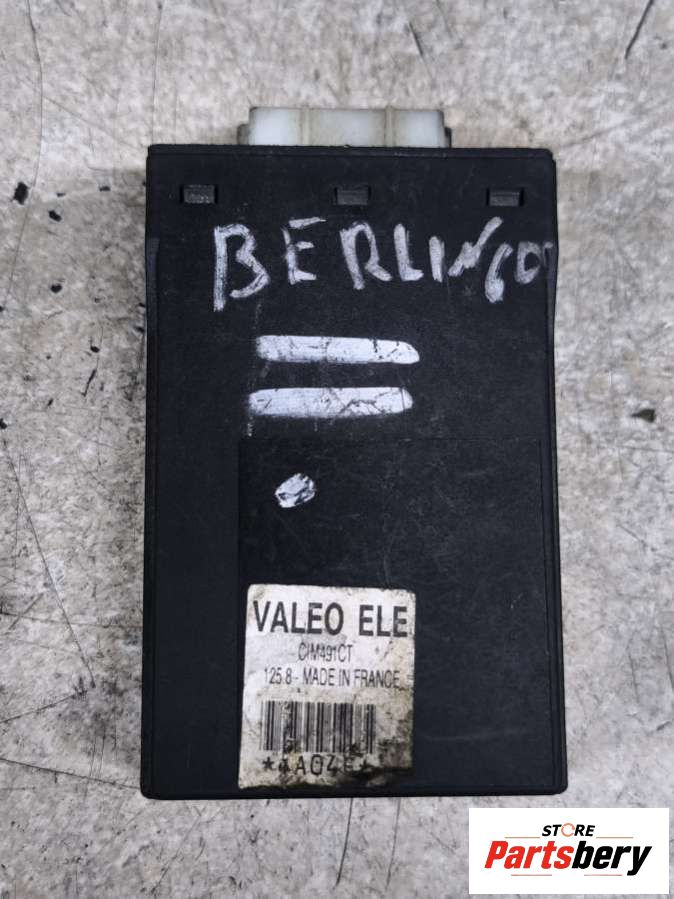 BERLINGO
VALEO ELE
CIM491CT
125.8 - MADE IN FRANCE
STORE
Partsbery